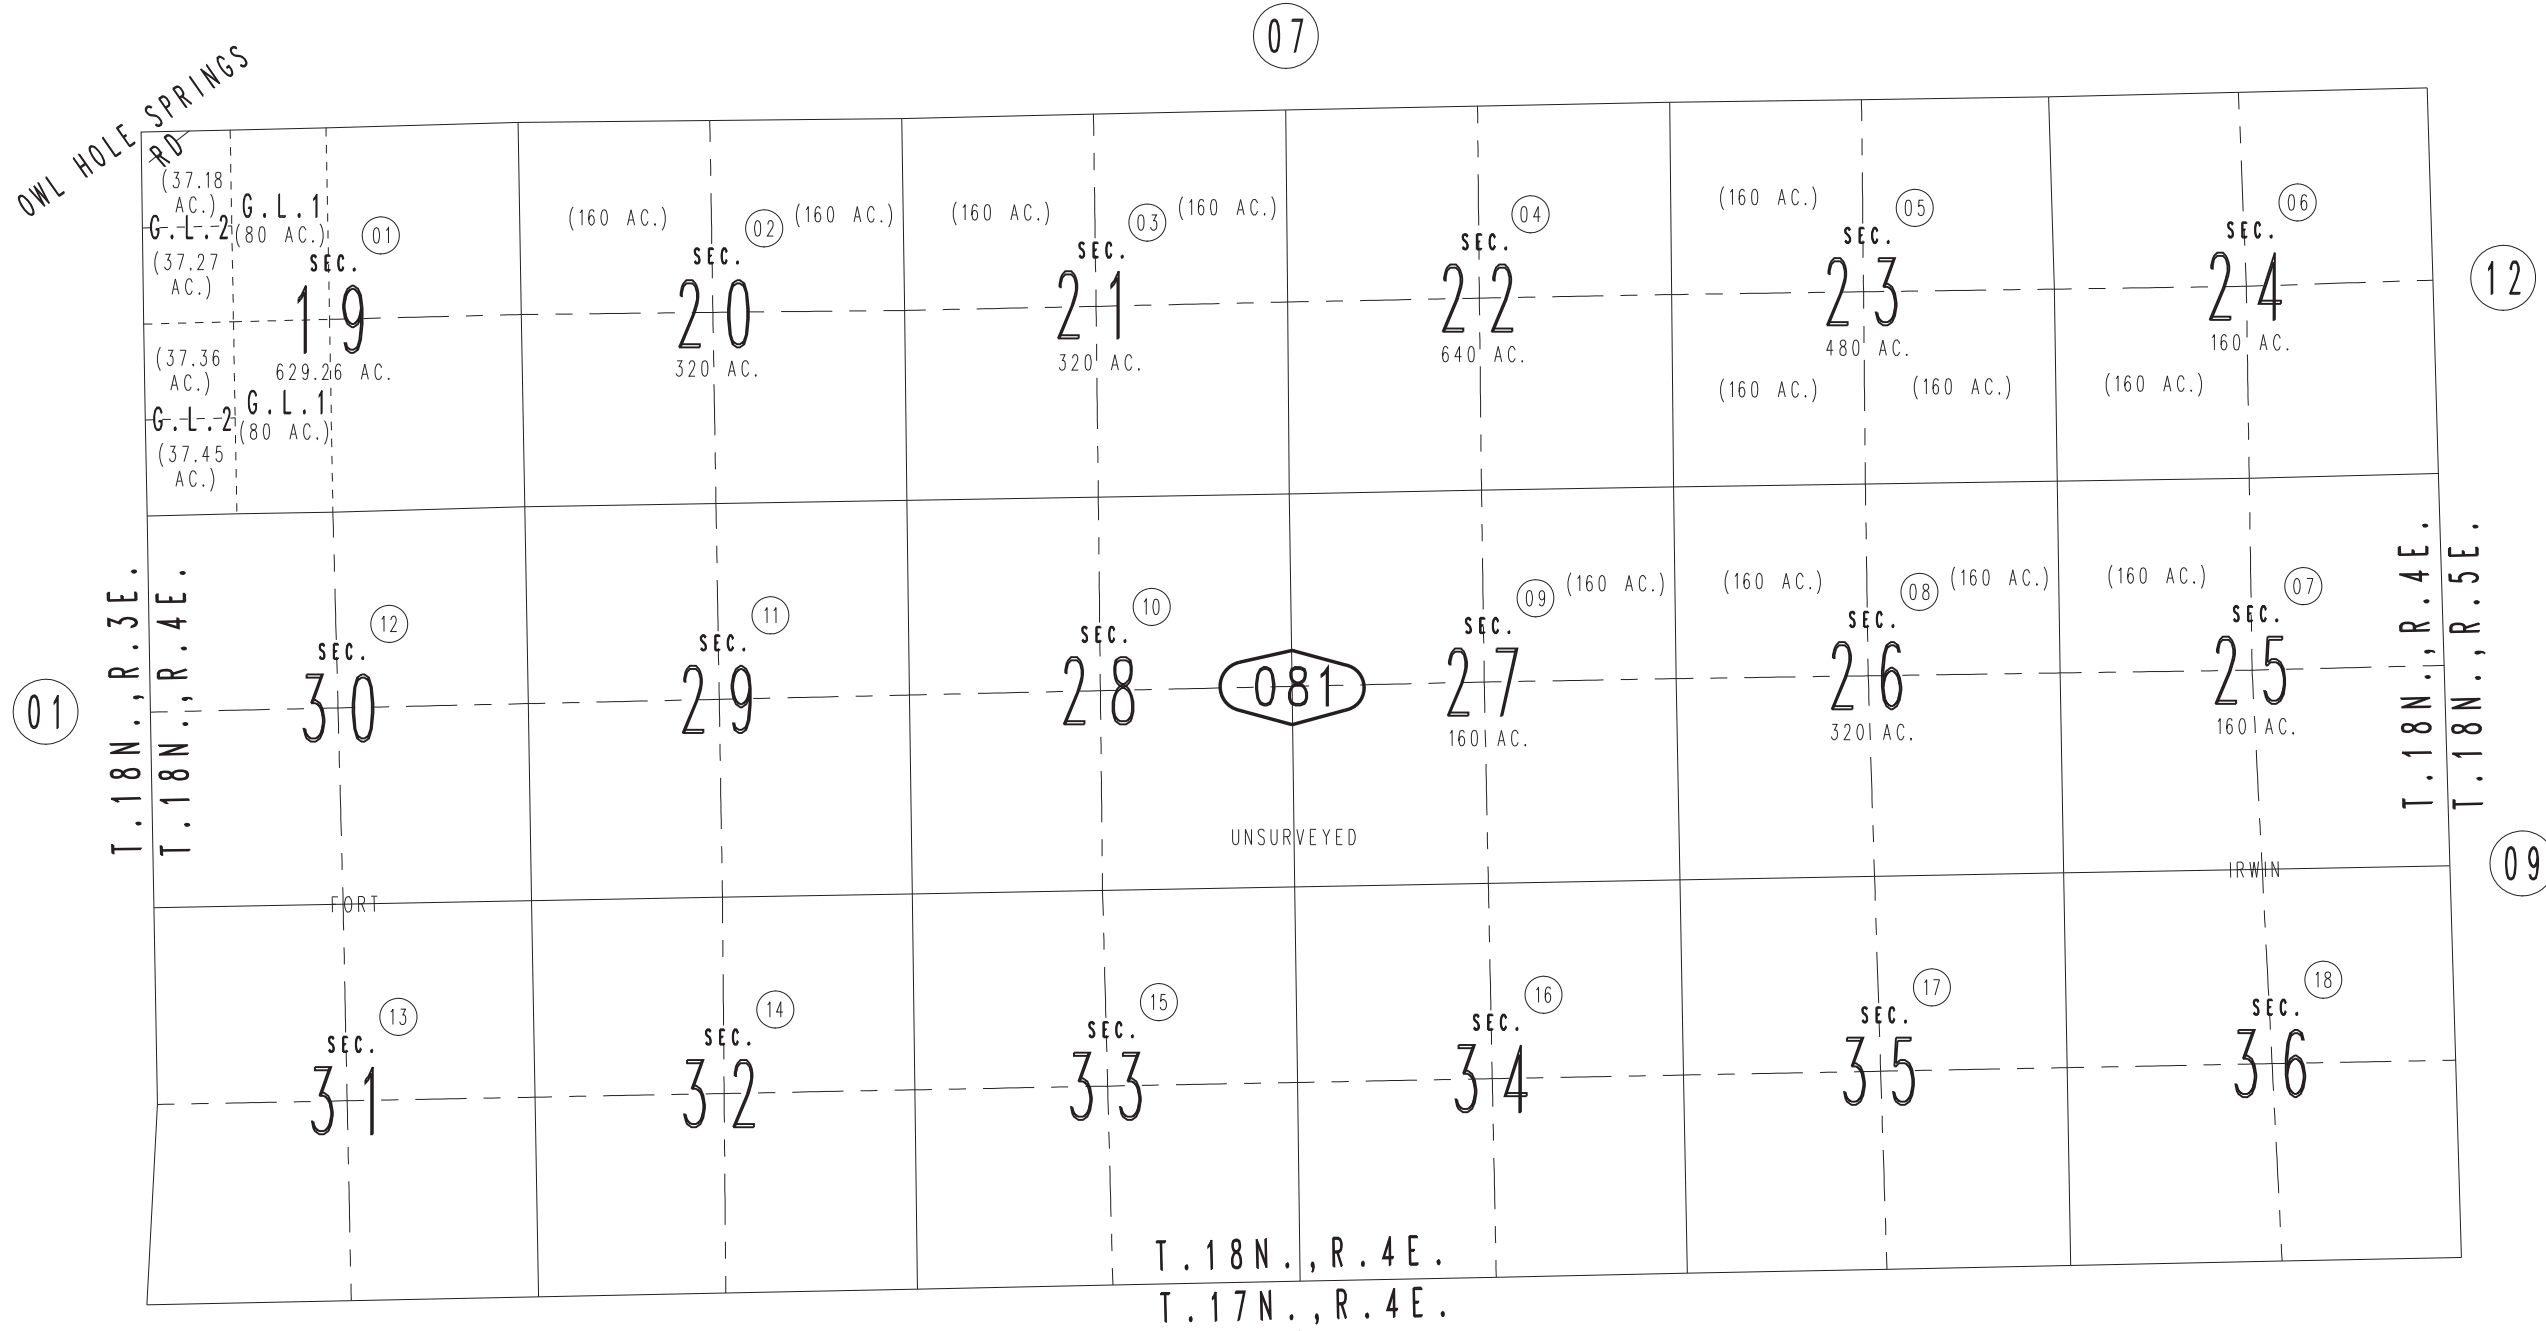 07
OWL HOLE SPRINGS
RD
(37.18
AC.)
G.L.2
(37.27
AC.)
G.L.1
(80 AC.)
01
SEC.
19
629.26 AC.
(37.36
AC.)
G.L.2
(37.45
AC.)
G.L.1
(80 AC.)
(160 AC.)
02
(160 AC.)
SEC.
20
320 AC.
(160 AC.)
03
(160 AC.)
SEC.
21
320 AC.
04
SEC.
22
640 AC.
(160 AC.)
05
SEC.
23
480 AC.
(160 AC.)
(160 AC.)
06
SEC.
24
160 AC.
(160 AC.)
12
01
T.18N.,R.3E.
T.18N.,R.4E.
12
SEC.
30
11
SEC.
29
10
SEC.
28
081
09
(160 AC.)
SEC.
27
160 AC.
(160 AC.)
08
(160 AC.)
SEC.
26
320 AC.
(160 AC.)
07
SEC.
25
160 AC.
T.18N.,R.4E.
T.18N.,R.5E.
UNSURVEYED
FORT
IRWIN
09
13
SEC.
31
14
SEC.
32
15
SEC.
33
16
SEC.
34
17
SEC.
35
18
SEC.
36
T.18N.,R.4E.
T.17N.,R.4E.